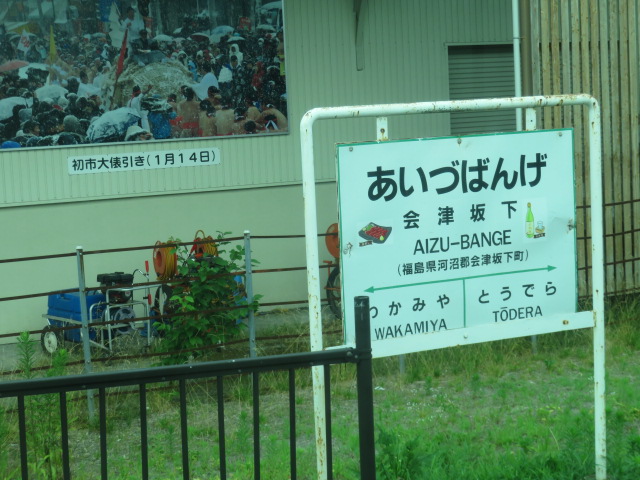 初市大俵引き(1月14日)
あいづばんげ
会津坂下
AIZU-BANGE
(福島県河沼郡会津坂下町)
わかみや とうでら
WAKAMIYA TŌDERA